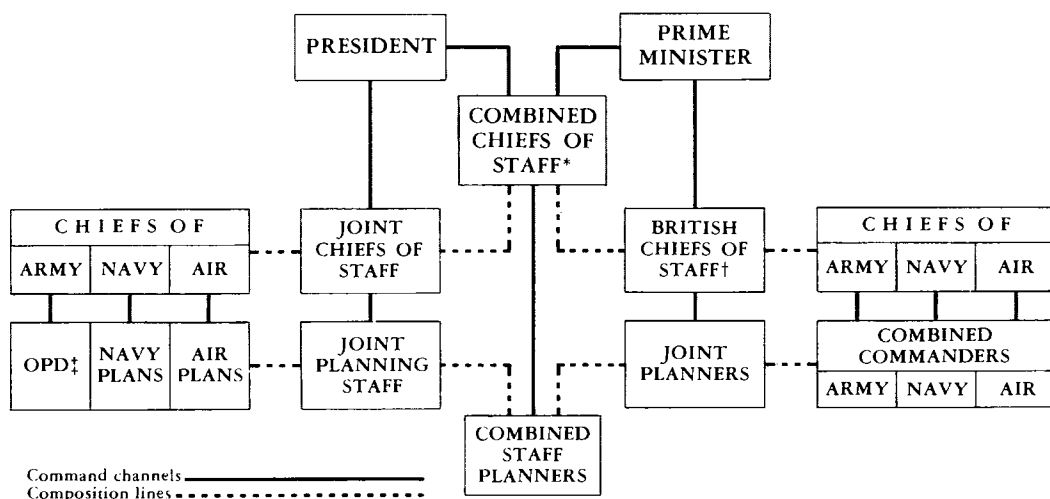 PRESIDENT
PRIME
MINISTER
COMBINED
CHIEFS OF
STAFF*
CHIEFS OF
ARMY NAVY AIR
JOINT
CHIEFS OF
STAFF
BRITISH
CHIEFS OF
STAFF†
CHIEFS OF
ARMY NAVY AIR
OPD‡
NAVY
PLANS
AIR
PLANS
JOINT
PLANNING
STAFF
JOINT
PLANNERS
COMBINED
COMMANDERS
ARMY NAVY AIR
COMBINED
STAFF
PLANNERS
Command channels
Composition lines